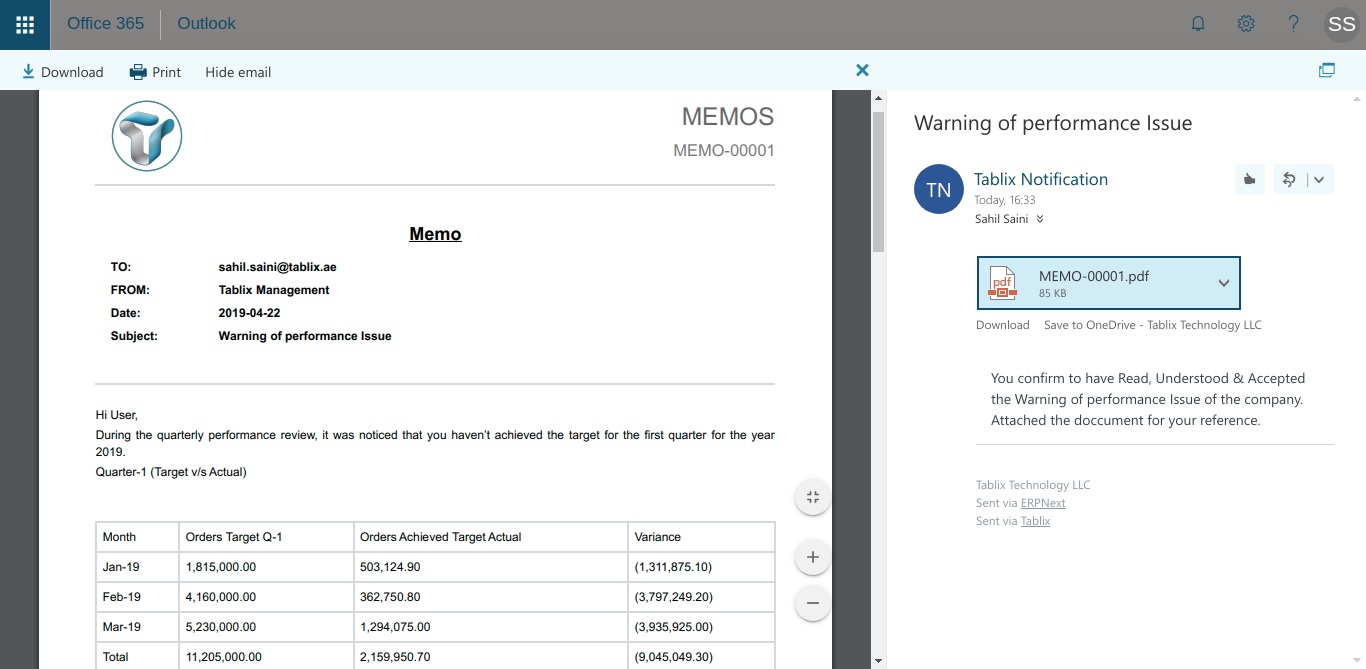 Office 365
Outlook
?
SS
Download
Print
Hide email
MEMOS
MEMO-00001
Memo
TO: sahil.saini@tablix.ae
FROM: Tablix Management
Date: 2019-04-22
Subject: Warning of performance Issue
Hi User,
During the quarterly performance review, it was noticed that you haven't achieved the target for the first quarter for the year
2019.
Quarter-1 (Target v/s Actual)
Month Orders Target Q-1 Orders Achieved Target Actual Variance
Jan-19 1,815,000.00 503,124.90 (1,311,875.10)
Feb-19 4,160,000.00 362,750.80 (3,797,249.20)
Mar-19 5,230,000.00 1,294,075.00 (3,935,925.00)
Total 11,205,000.00 2,159,950.70 (9,045,049.30)
Warning of performance Issue
TN
Tablix Notification
Today, 16:33
Sahil Saini
pdf
MEMO-00001.pdf
85 KB
Download Save to OneDrive - Tablix Technology LLC
You confirm to have Read, Understood & Accepted
the Warning of performance Issue of the company.
Attached the doccument for your reference.
Tablix Technology LLC
Sent via ERPNext
Sent via Tablix